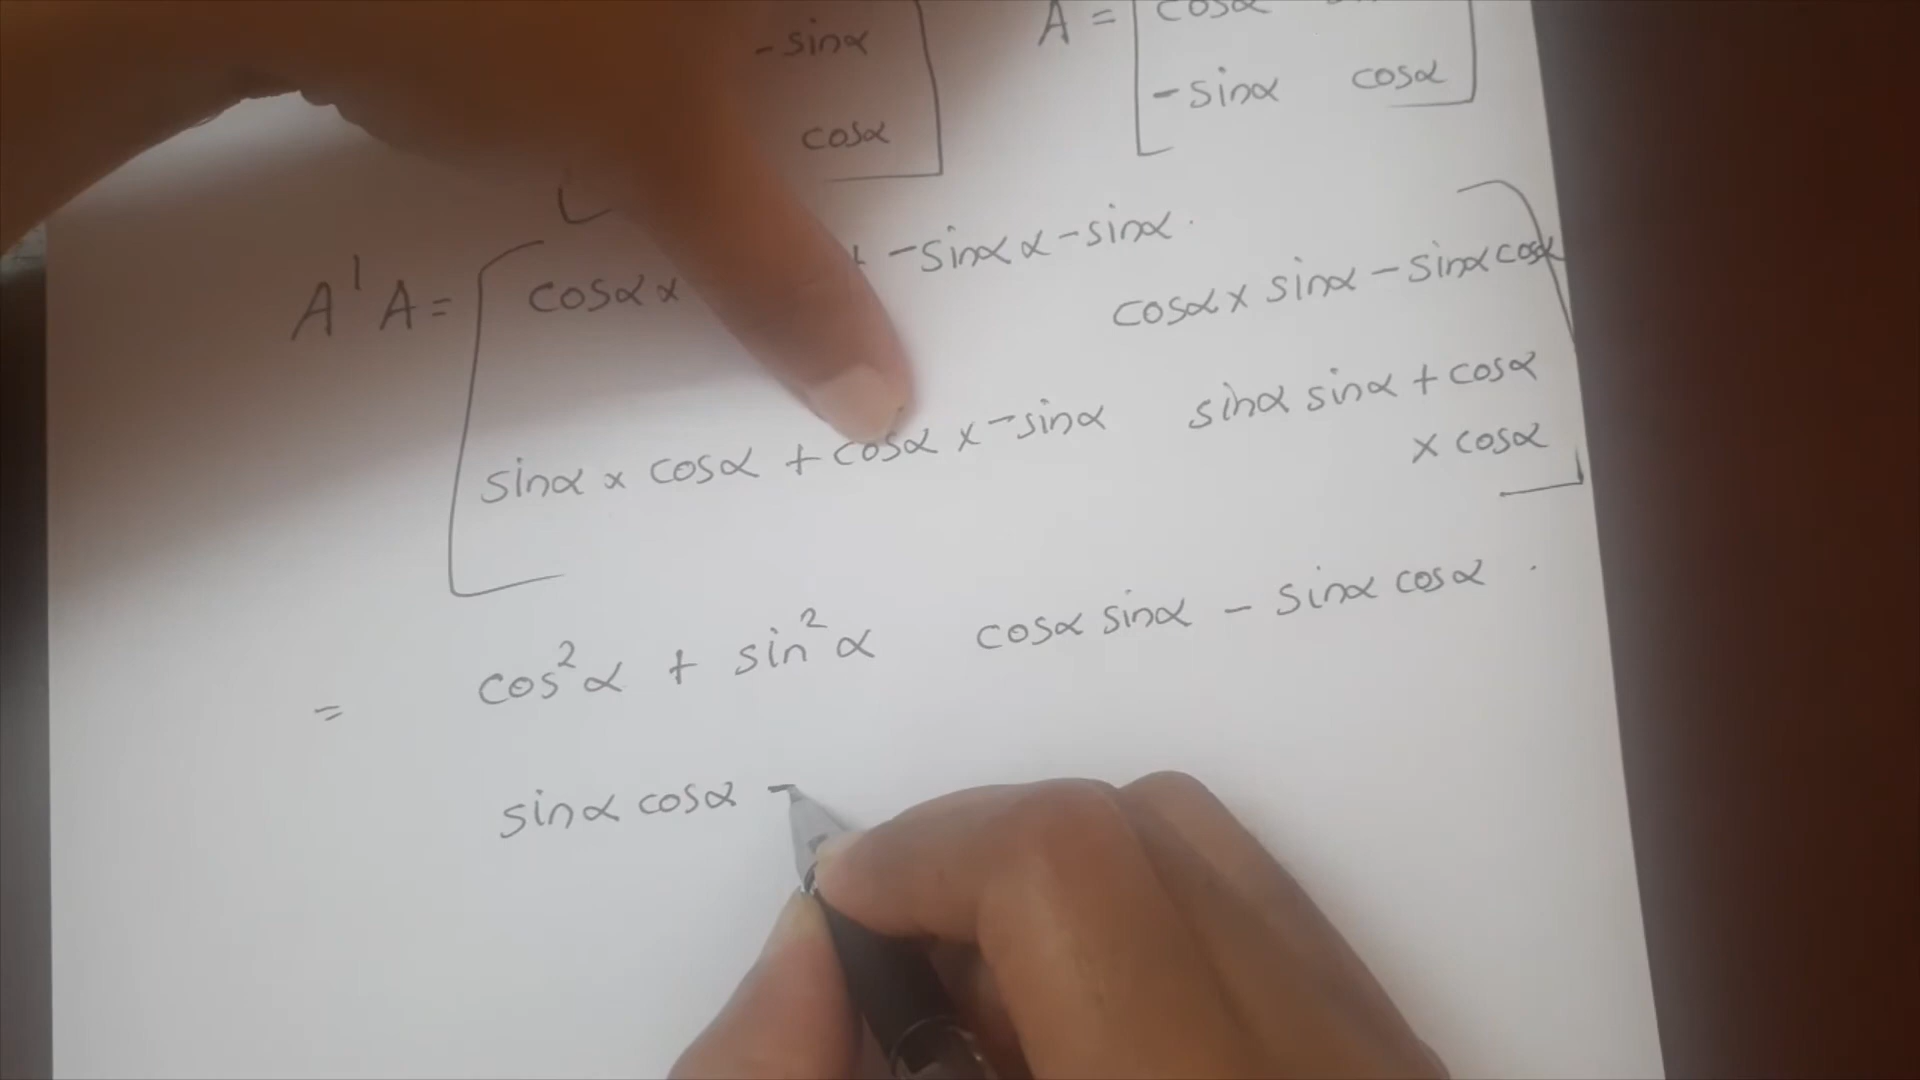 -sinα A = cosα
cosα -sinα cosα
A' A = cosα x -sinα x -sinα. cosα x sinα - sinα cosα
sinα x cosα + cosα x -sinα sinα sinα + cosα
x cosα
= cos²α + sin²α cosα sinα - sinα cosα
sinα cosα -